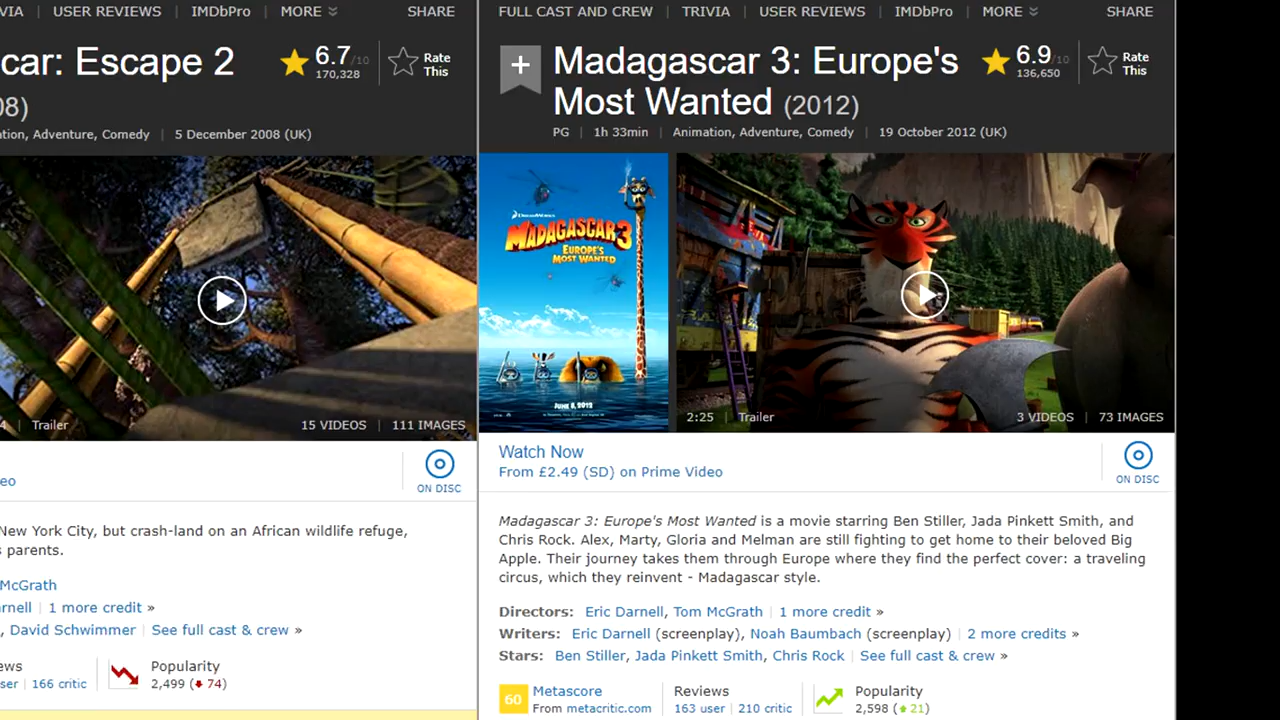 VIA
USER REVIEWS
IMDbPro
MORE
SHARE
car: Escape 2
08)
6.7/10
170,328
Rate
This
tion, Adventure, Comedy | 5 December 2008 (UK)
4 | Trailer
15 VIDEOS | 111 IMAGES
eo
ON DISC
New York City, but crash-land on an African wildlife refuge,
s parents.
McGrath
arnell | 1 more credit »
, David Schwimmer | See full cast & crew »
ews
user | 166 critic
Popularity
2,499 (74)
FULL CAST AND CREW | TRIVIA | USER REVIEWS | IMDbPro | MORE
SHARE
Madagascar 3: Europe's
Most Wanted (2012)
6.9/10
136,650
Rate
This
PG | 1h 33min | Animation, Adventure, Comedy | 19 October 2012 (UK)
DreamWorks
MADAGASCAR 3
EUROPE'S
MOST WANTED
JUNE 8, 2012
2:25 | Trailer
3 VIDEOS | 73 IMAGES
Watch Now
From £2.49 (SD) on Prime Video
ON DISC
Madagascar 3: Europe's Most Wanted is a movie starring Ben Stiller, Jada Pinkett Smith, and
Chris Rock. Alex, Marty, Gloria and Melman are still fighting to get home to their beloved Big
Apple. Their journey takes them through Europe where they find the perfect cover: a traveling
circus, which they reinvent - Madagascar style.
Directors: Eric Darnell, Tom McGrath | 1 more credit »
Writers: Eric Darnell (screenplay), Noah Baumbach (screenplay) | 2 more credits »
Stars: Ben Stiller, Jada Pinkett Smith, Chris Rock | See full cast & crew »
60
Metascore
From metacritic.com
Reviews
163 user | 210 critic
Popularity
2,598 (21)